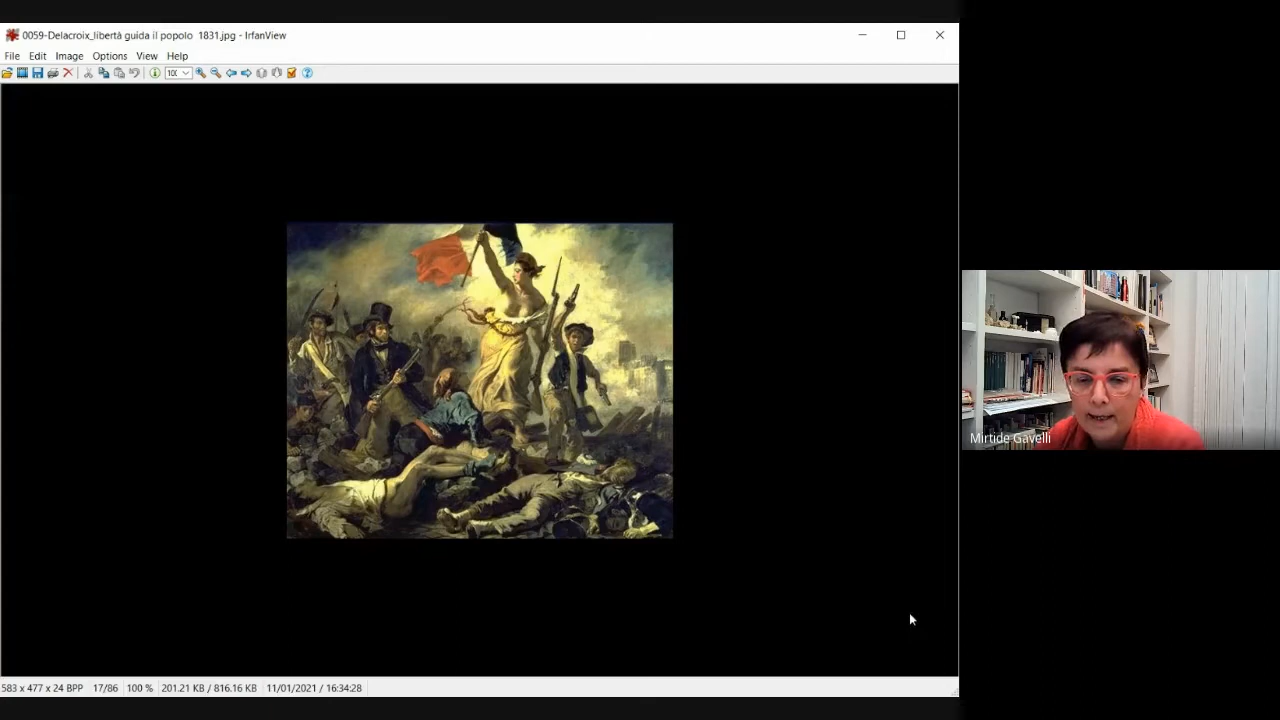 0059-Delacroix_libertà guida il popolo 1831.jpg - IrfanView
File Edit Image Options View Help
Mirtide Gavelli
583 x 477 x 24 BPP 17/86 100 % 201.21 KB / 816.16 KB 11/01/2021 / 16:34:28